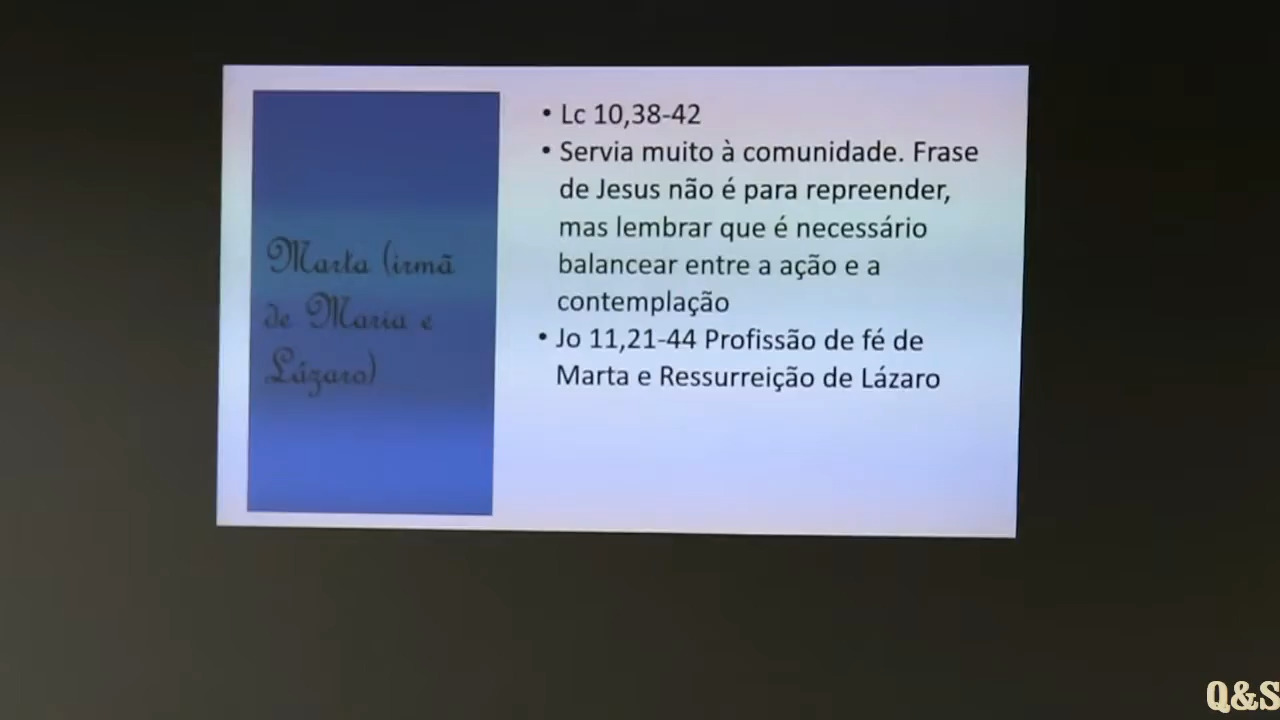 Marta (irmã
de Maria e
Lázaro)
• Lc 10,38-42
• Servia muito à comunidade. Frase
de Jesus não é para repreender,
mas lembrar que é necessário
balancear entre a ação e a
contemplação
• Jo 11,21-44 Profissão de fé de
Marta e Ressurreição de Lázaro
Q&S